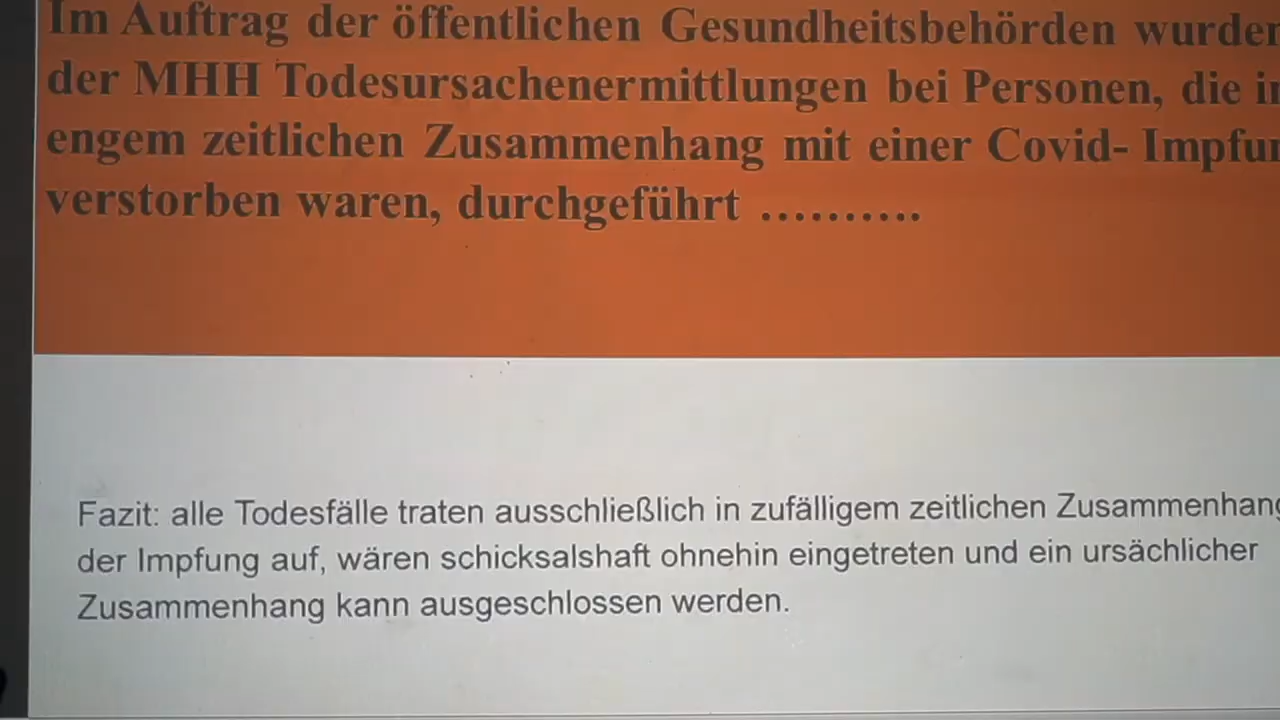 Im Auftrag der öffentlichen Gesundheitsbehörden wurden
der MHH Todesursachenermittlungen bei Personen, die in
engem zeitlichen Zusammenhang mit einer Covid- Impfun
verstorben waren, durchgeführt ..........
Fazit: alle Todesfälle traten ausschließlich in zufälligem zeitlichen Zusammenhang
der Impfung auf, wären schicksalshaft ohnehin eingetreten und ein ursächlicher
Zusammenhang kann ausgeschlossen werden.